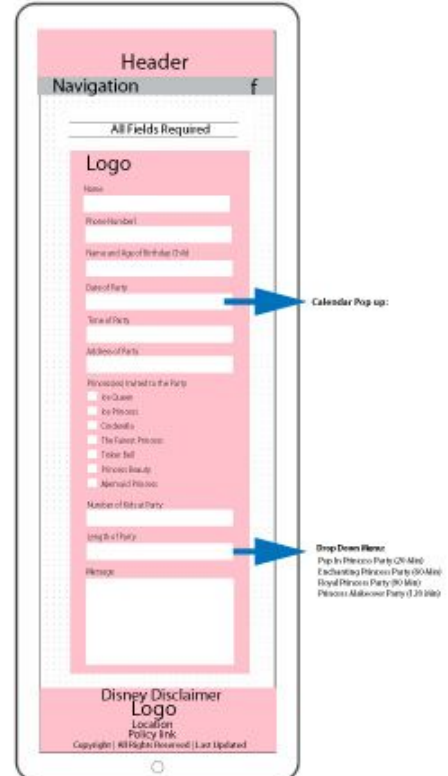 Header
Navigation f
All Fields Required
Logo
Name
Phone Number
Name and Age of Birthday Child
Date of Party
Calendar Pop up:
Time of Party
Address of Party
Princesses Invited to the Party
Ice Queen
Ice Princess
Cinderella
The Fairest Princess
Tinker Bell
Princess Beauty
Mermaid Princess
Number of Kids at Party
Length of Party
Drop Down Menu:
Pop In Princess Party (20 Min)
Enchanting Princess Party (60 Min)
Royal Princess Party (90 Min)
Princess Makeover Party (120 Min)
Message
Disney Disclaimer
Logo
Location
Policy link
Copyright | All Rights Reserved | Last Updated